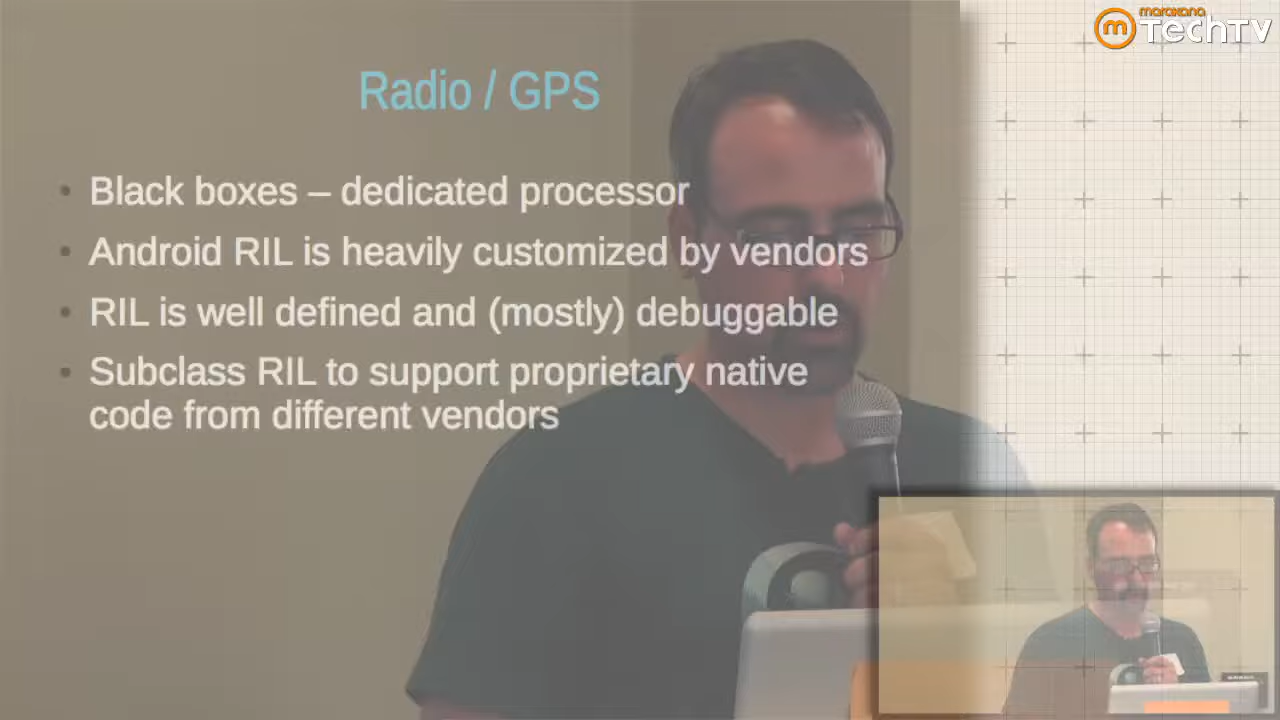 marakana
TechTV
Radio / GPS
Black boxes – dedicated processor
Android RIL is heavily customized by vendors
RIL is well defined and (mostly) debuggable
Subclass RIL to support proprietary native
code from different vendors